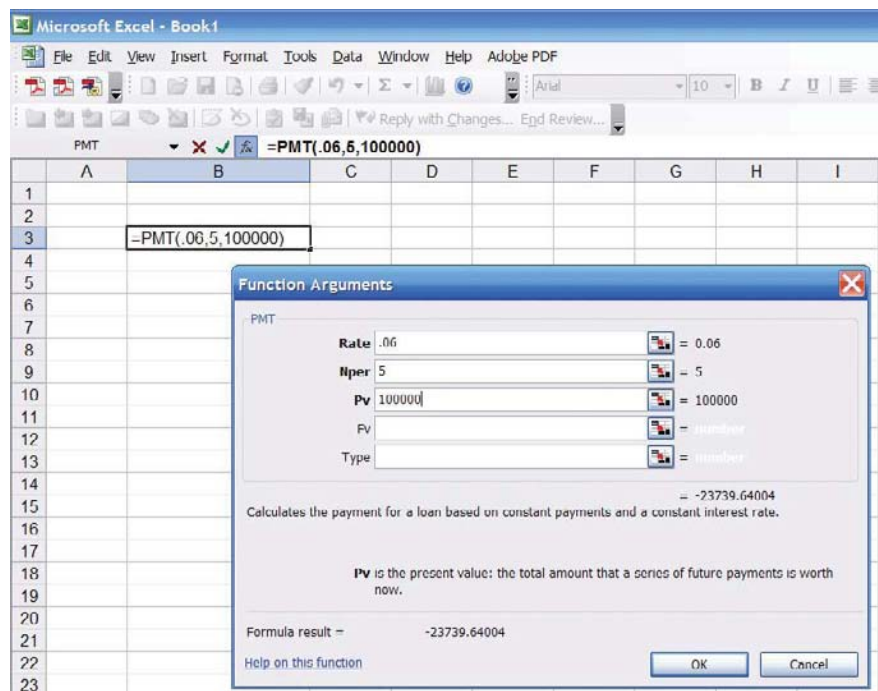 Microsoft Excel - Book1
File Edit View Insert Format Tools Data Window Help Adobe PDF
Arial 10 B I U
Reply with Changes... End Review...
PMT =PMT(.06,5,100000)
A B C D E F G H I
1
2
3 =PMT(.06,5,100000)
4
5
6
7
8
9
10
11
12
13
14
15
16
17
18
19
20
21
22
23
Function Arguments
PMT
Rate .06 = 0.06
Nper 5 = 5
Pv 100000 = 100000
Fv = number
Type = number
= -23739.64004
Calculates the payment for a loan based on constant payments and a constant interest rate.
Pv is the present value: the total amount that a series of future payments is worth
now.
Formula result = -23739.64004
Help on this function OK Cancel